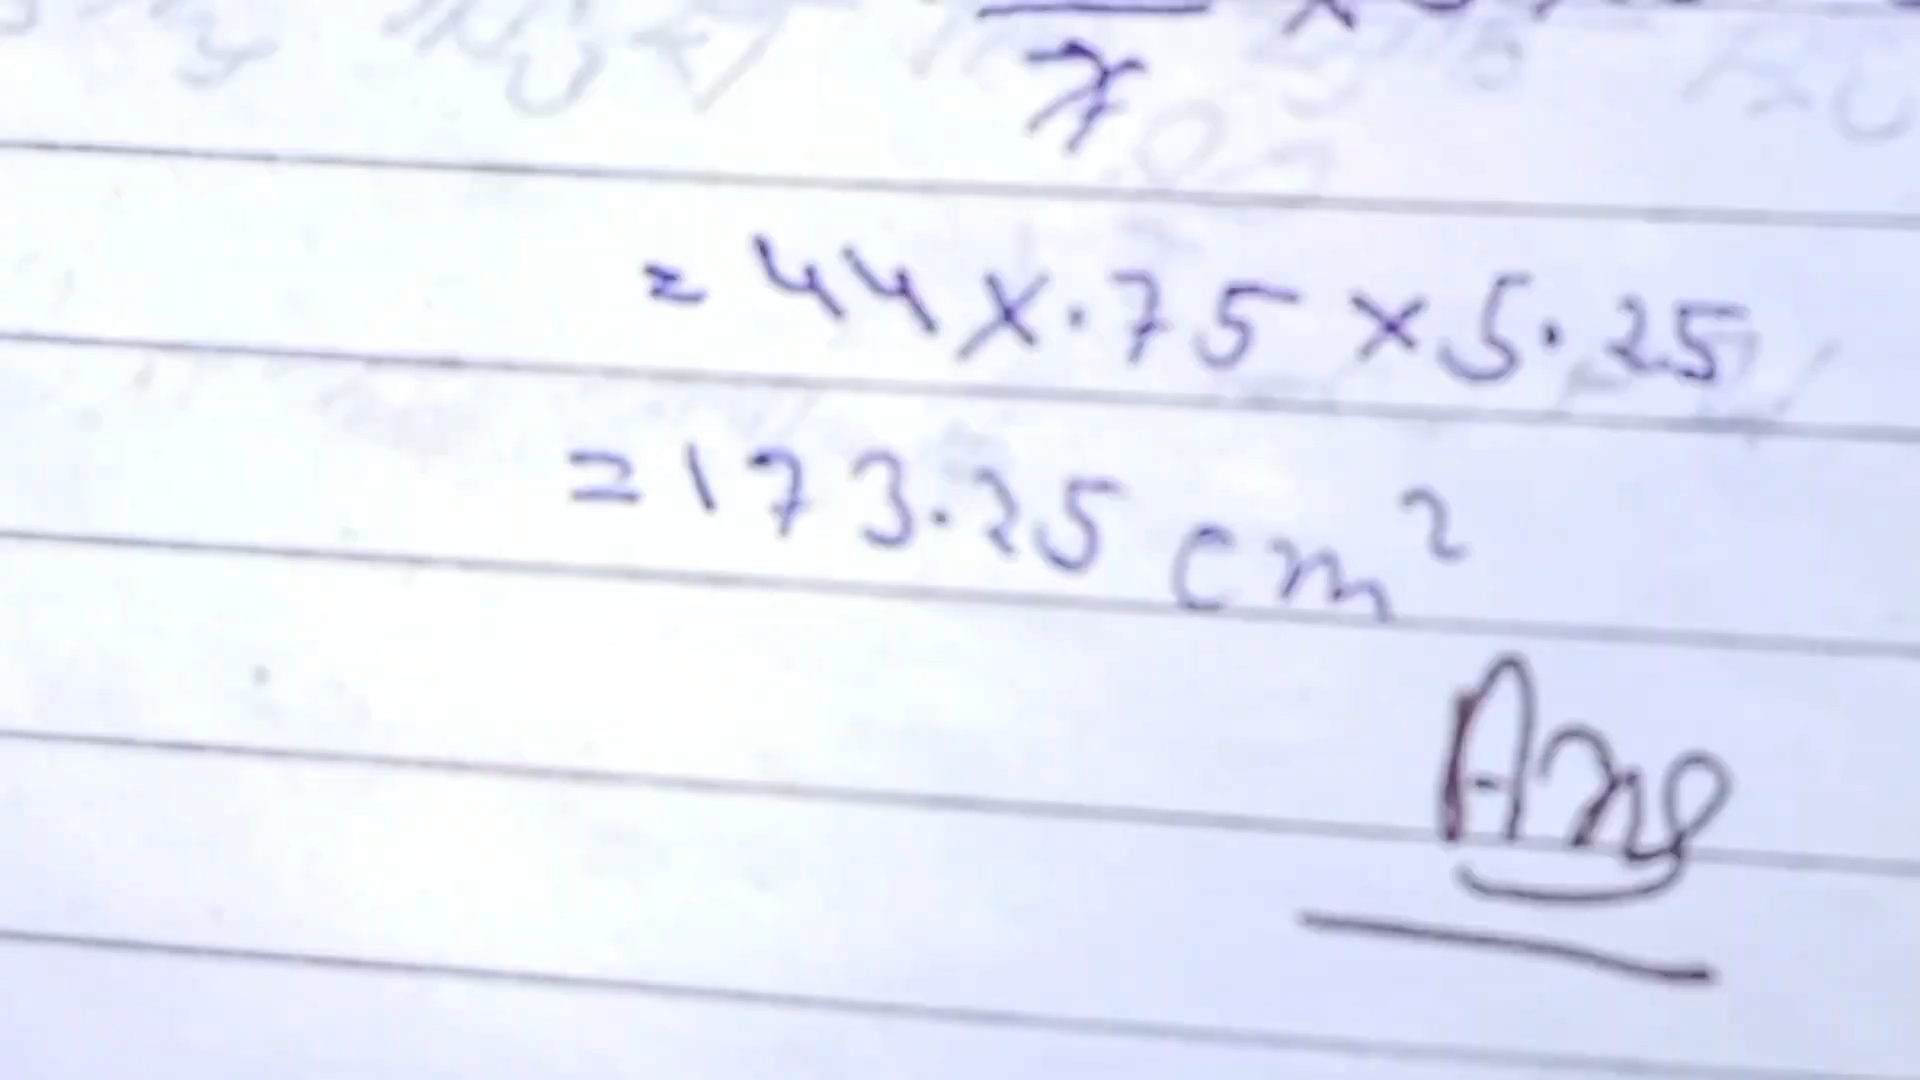 = 44 x .75 x 5.25
= 173.25 cm²
Ans